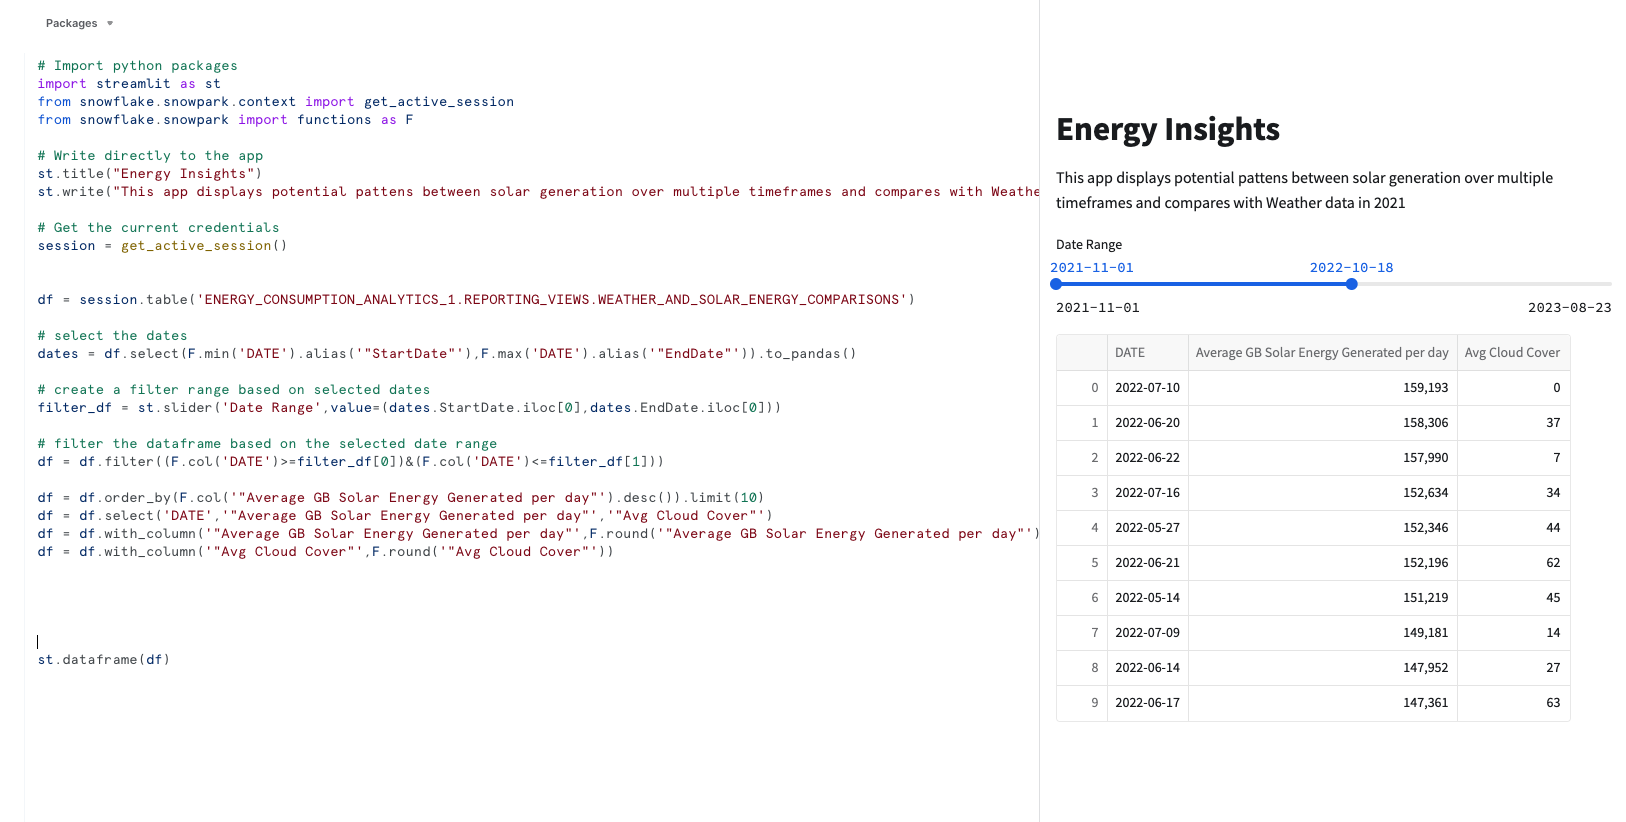 Packages
# Import python packages
import streamlit as st
from snowflake.snowpark.context import get_active_session
from snowflake.snowpark import functions as F
# Write directly to the app
st.title("Energy Insights")
st.write("This app displays potential pattens between solar generation over multiple timeframes and compares with Weathe
# Get the current credentials
session = get_active_session()
df = session.table('ENERGY_CONSUMPTION_ANALYTICS_1.REPORTING_VIEWS.WEATHER_AND_SOLAR_ENERGY_COMPARISONS')
# select the dates
dates = df.select(F.min('DATE').alias('"StartDate"'),F.max('DATE').alias('"EndDate"')).to_pandas()
# create a filter range based on selected dates
filter_df = st.slider('Date Range',value=(dates.StartDate.iloc[0],dates.EndDate.iloc[0]))
# filter the dataframe based on the selected date range
df = df.filter((F.col('DATE')>=filter_df[0])&(F.col('DATE')<=filter_df[1]))
df = df.order_by(F.col('"Average GB Solar Energy Generated per day"').desc()).limit(10)
df = df.select('DATE','"Average GB Solar Energy Generated per day"','"Avg Cloud Cover"')
df = df.with_column('"Average GB Solar Energy Generated per day"',F.round('"Average GB Solar Energy Generated per day"')
df = df.with_column('"Avg Cloud Cover"',F.round('"Avg Cloud Cover"'))
st.dataframe(df)
Energy Insights
This app displays potential pattens between solar generation over multiple
timeframes and compares with Weather data in 2021
Date Range
2021-11-01 2022-10-18
2021-11-01 2023-08-23
DATE Average GB Solar Energy Generated per day Avg Cloud Cover
0 2022-07-10 159,193 0
1 2022-06-20 158,306 37
2 2022-06-22 157,990 7
3 2022-07-16 152,634 34
4 2022-05-27 152,346 44
5 2022-06-21 152,196 62
6 2022-05-14 151,219 45
7 2022-07-09 149,181 14
8 2022-06-14 147,952 27
9 2022-06-17 147,361 63